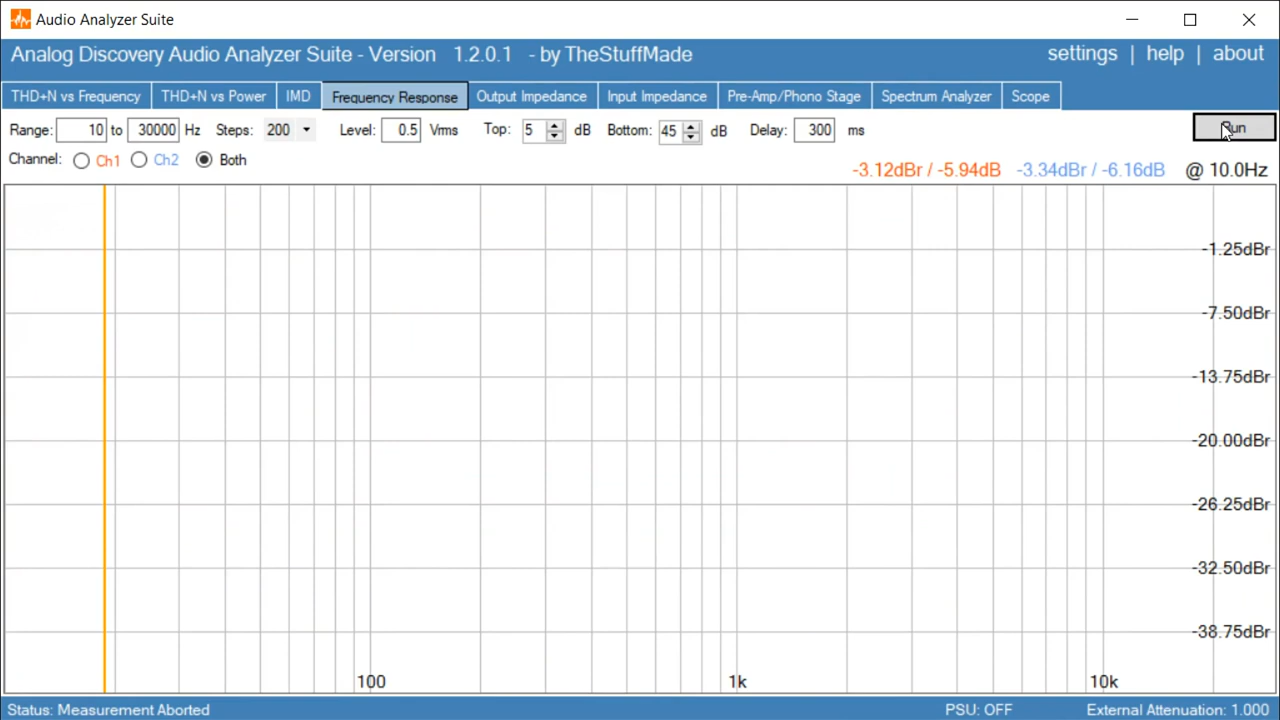 Audio Analyzer Suite
Analog Discovery Audio Analyzer Suite - Version 1.2.0.1 - by TheStuffMade
settings | help | about
THD+N vs Frequency THD+N vs Power IMD Frequency Response Output Impedance Input Impedance Pre-Amp/Phono Stage Spectrum Analyzer Scope
Range: 10 to 30000 Hz Steps: 200 Level: 0.5 Vrms Top: 5 dB Bottom: 45 dB Delay: 300 ms Run
Channel: Ch1 Ch2 Both
-3.12dBr / -5.94dB -3.34dBr / -6.16dB @ 10.0Hz
-1.25dBr
-7.50dBr
-13.75dBr
-20.00dBr
-26.25dBr
-32.50dBr
-38.75dBr
100 1k 10k
Status: Measurement Aborted PSU: OFF External Attenuation: 1.000